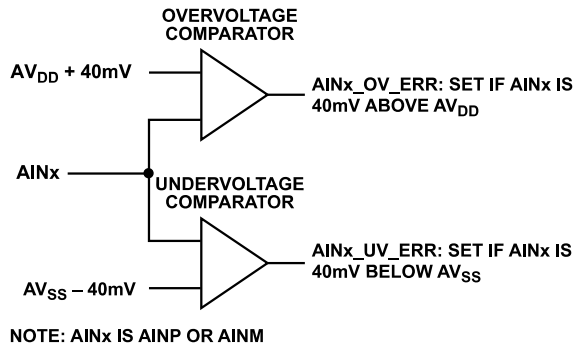 OVERVOLTAGE
COMPARATOR
AVDD + 40mV
AINx_OV_ERR: SET IF AINx IS
40mV ABOVE AVDD
AINx
UNDERVOLTAGE
COMPARATOR
AINx_UV_ERR: SET IF AINx IS
40mV BELOW AVSS
AVSS – 40mV
NOTE: AINx IS AINP OR AINM